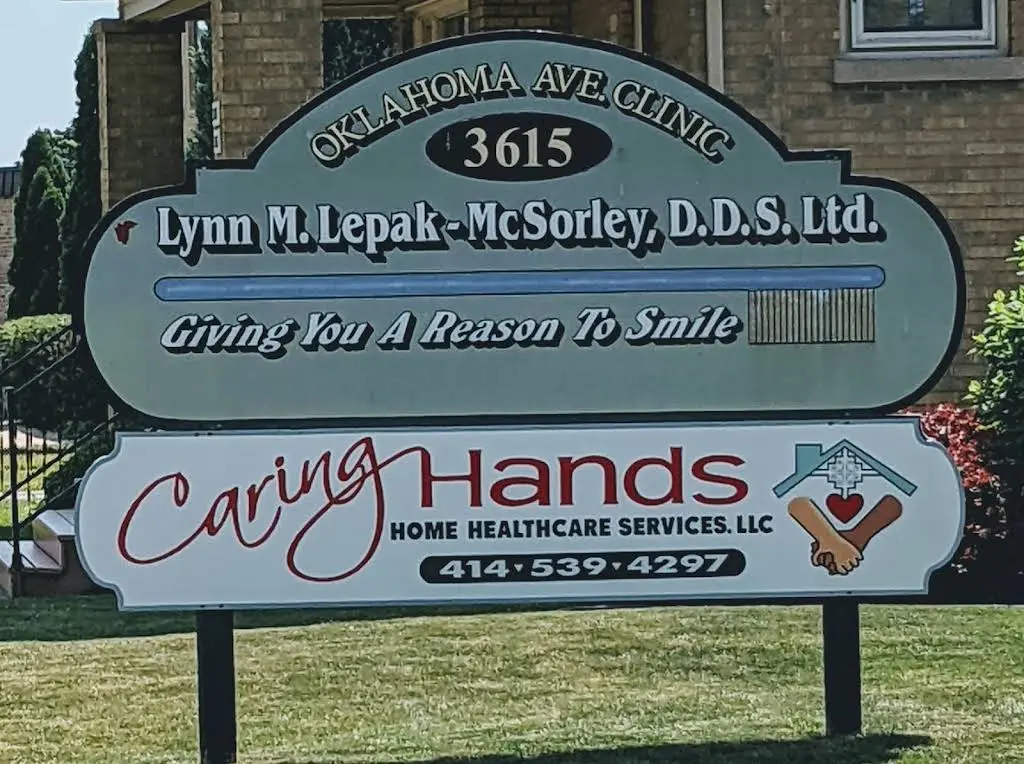 OKLAHOMA AVE. CLINIC
3615
Lynn M. Lepak-McSorley, D.D.S. Ltd.
Giving You A Reason To Smile
Caring Hands
HOME HEALTHCARE SERVICES, LLC
414·539·4297